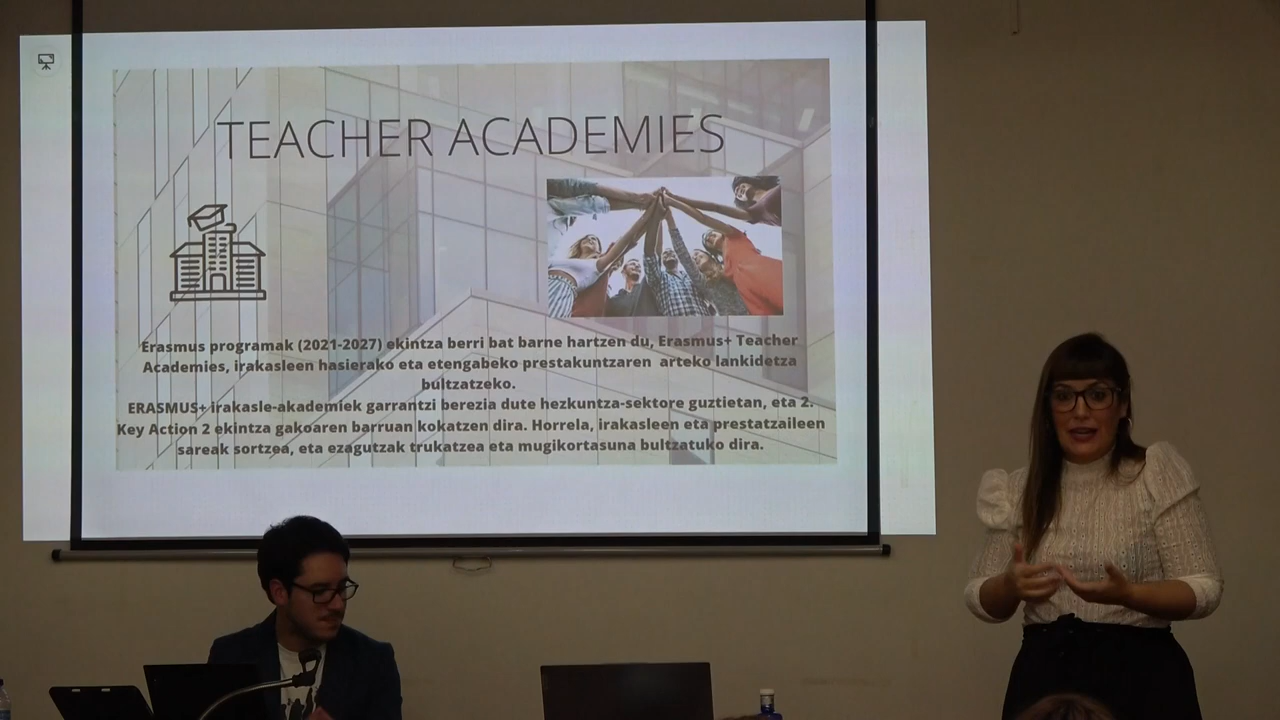 TEACHER ACADEMIES
Erasmus programak (2021-2027) ekintza berri bat barne hartzen du, Erasmus+ Teacher
Academies, irakasleen hasierako eta etengabeko prestakuntzaren arteko lankidetza
bultzatzeko.
ERASMUS+ irakasle-akademiek garrantzi berezia dute hezkuntza-sektore guztietan, eta 2.
Key Action 2 ekintza gakoaren barruan kokatzen dira. Horrela, irakasleen eta prestatzaileen
sareak sortzea, eta ezagutzak trukatzea eta mugikortasuna bultzatuko dira.